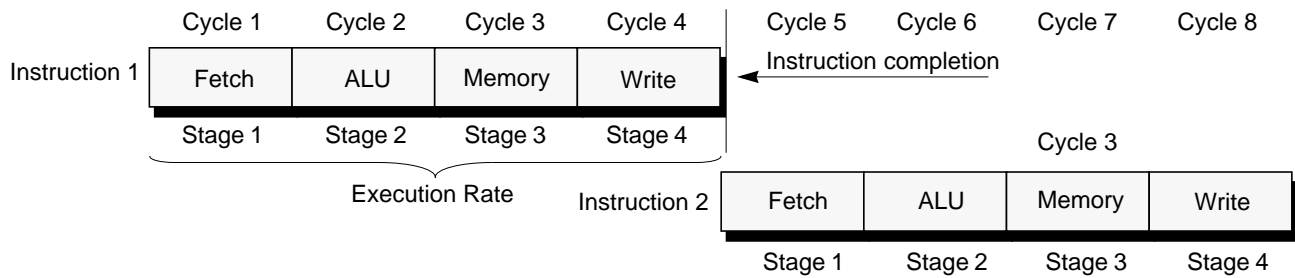 Cycle 1 Cycle 2 Cycle 3 Cycle 4 Cycle 5 Cycle 6 Cycle 7 Cycle 8
Instruction completion
Instruction 1 Fetch ALU Memory Write
Stage 1 Stage 2 Stage 3 Stage 4
Cycle 3
Execution Rate
Instruction 2 Fetch ALU Memory Write
Stage 1 Stage 2 Stage 3 Stage 4